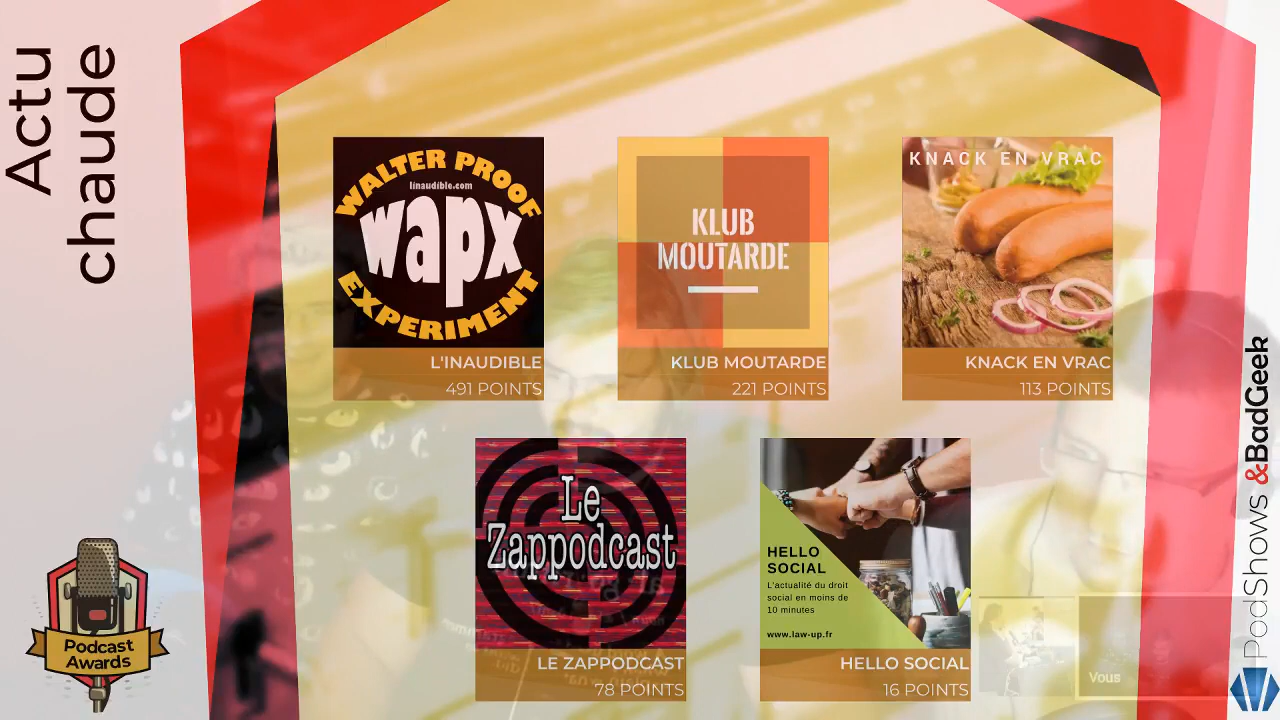 Actu
chaude
WALTER PROOF
linaudible.com
wapx
EXPERIMENT
L'INAUDIBLE
491 POINTS
KLUB
MOUTARDE
KLUB MOUTARDE
221 POINTS
KNACK EN VRAC
KNACK EN VRAC
113 POINTS
Le
Zappodcast
LE ZAPPODCAST
78 POINTS
HELLO
SOCIAL
L'actualité du droit
social en moins de
10 minutes
www.law-up.fr
HELLO SOCIAL
16 POINTS
Podcast
Awards
Vous
PodShows &BadGeek